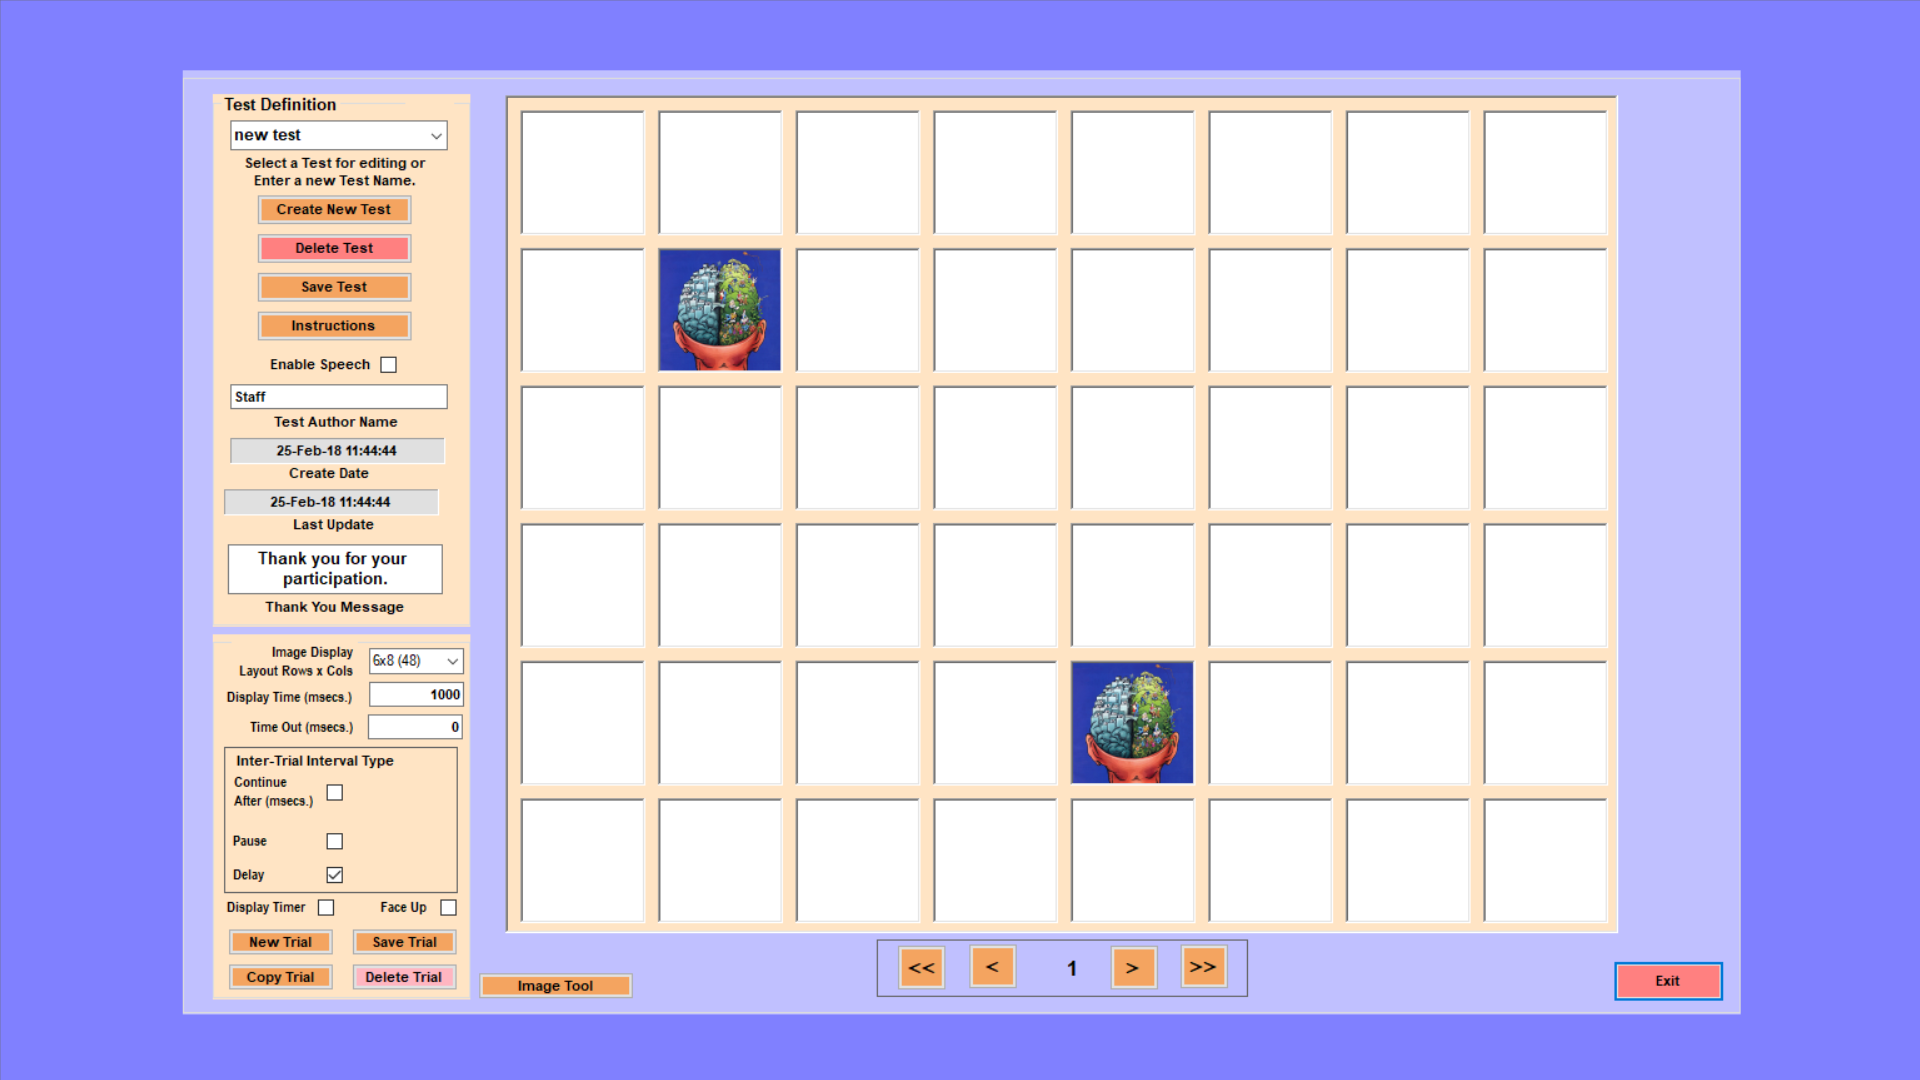 Test Definition
new test
Select a Test for editing or
Enter a new Test Name.
Create New Test
Delete Test
Save Test
Instructions
Enable Speech
Staff
Test Author Name
25-Feb-18 11:44:44
Create Date
25-Feb-18 11:44:44
Last Update
Thank you for your
participation.
Thank You Message
Image Display
Layout Rows x Cols
6x8 (48)
Display Time (msecs.)
1000
Time Out (msecs.)
0
Inter-Trial Interval Type
Continue
After (msecs.)
Pause
Delay
Display Timer
Face Up
New Trial
Save Trial
Copy Trial
Delete Trial
Image Tool
<<
<
1
>
>>
Exit